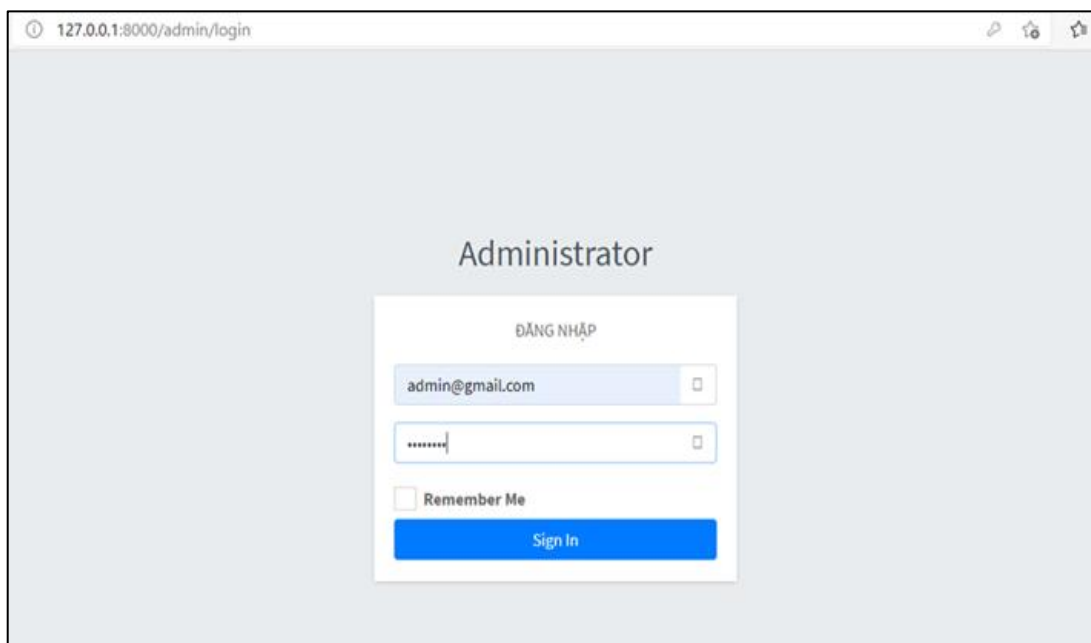 127.0.0.1:8000/admin/login
Administrator
ĐĂNG NHẬP
admin@gmail.com
••••••••
Remember Me
Sign In